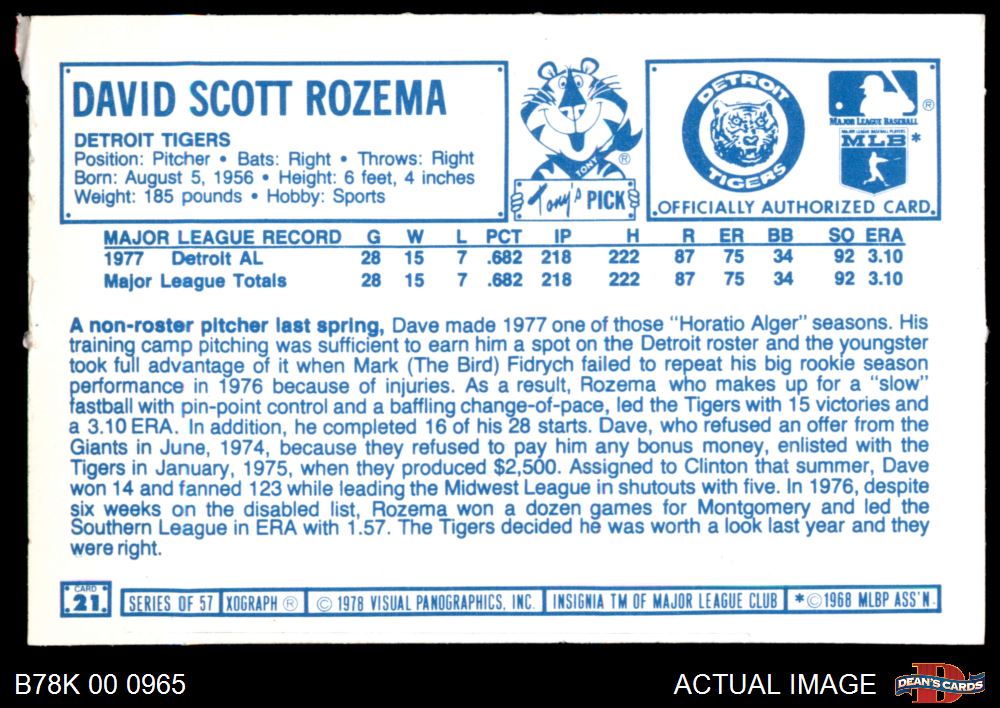 DAVID SCOTT ROZEMA
DETROIT TIGERS
Position: Pitcher • Bats: Right • Throws: Right
Born: August 5, 1956 • Height: 6 feet, 4 inches
Weight: 185 pounds • Hobby: Sports
TONY ®
Tony's PICK
DETROIT TIGERS
MAJOR LEAGUE BASEBALL ®
MAJOR LEAGUE BASEBALL PLAYERS
MLB *
OFFICIALLY AUTHORIZED CARD
MAJOR LEAGUE RECORD G W L PCT IP H R ER BB SO ERA
1977 Detroit AL 28 15 7 .682 218 222 87 75 34 92 3.10
Major League Totals 28 15 7 .682 218 222 87 75 34 92 3.10
A non-roster pitcher last spring, Dave made 1977 one of those "Horatio Alger" seasons. His
training camp pitching was sufficient to earn him a spot on the Detroit roster and the youngster
took full advantage of it when Mark (The Bird) Fidrych failed to repeat his big rookie season
performance in 1976 because of injuries. As a result, Rozema who makes up for a "slow"
fastball with pin-point control and a baffling change-of-pace, led the Tigers with 15 victories and
a 3.10 ERA. In addition, he completed 16 of his 28 starts. Dave, who refused an offer from the
Giants in June, 1974, because they refused to pay him any bonus money, enlisted with the
Tigers in January, 1975, when they produced $2,500. Assigned to Clinton that summer, Dave
won 14 and fanned 123 while leading the Midwest League in shutouts with five. In 1976, despite
six weeks on the disabled list, Rozema won a dozen games for Montgomery and led the
Southern League in ERA with 1.57. The Tigers decided he was worth a look last year and they
were right.
CARD
21
SERIES OF 57 XOGRAPH ® © 1978 VISUAL PANOGRAPHICS, INC. INSIGNIA TM OF MAJOR LEAGUE CLUB *©1968 MLBP ASS'N.
B78K 00 0965
ACTUAL IMAGE
DEAN'S CARDS